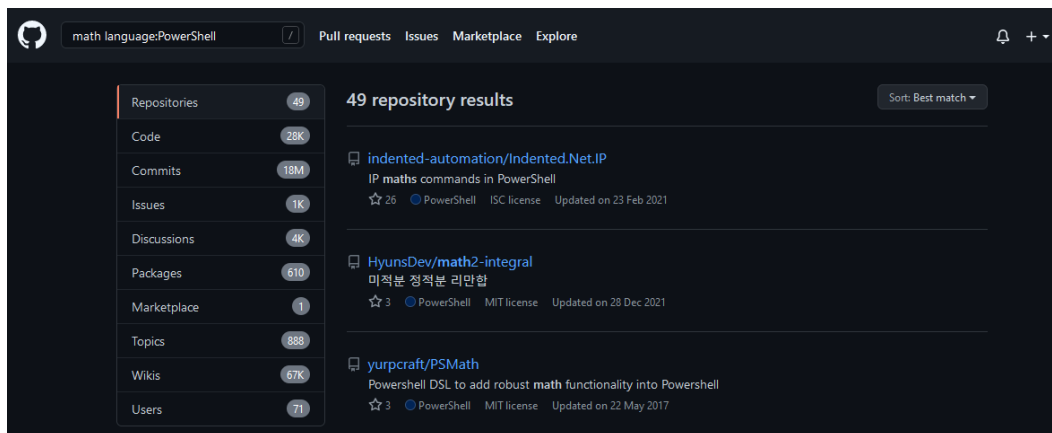 math language:PowerShell / Pull requests Issues Marketplace Explore
Repositories 49
Code 28K
Commits 18M
Issues 1K
Discussions 4K
Packages 610
Marketplace 1
Topics 888
Wikis 67K
Users 71
49 repository results Sort: Best match
indented-automation/Indented.Net.IP
IP maths commands in PowerShell
26 PowerShell ISC license Updated on 23 Feb 2021
HyunsDev/math2-integral
미적분 정적분 리만합
3 PowerShell MIT license Updated on 28 Dec 2021
yurpcraft/PSMath
Powershell DSL to add robust math functionality into Powershell
3 PowerShell MIT license Updated on 22 May 2017